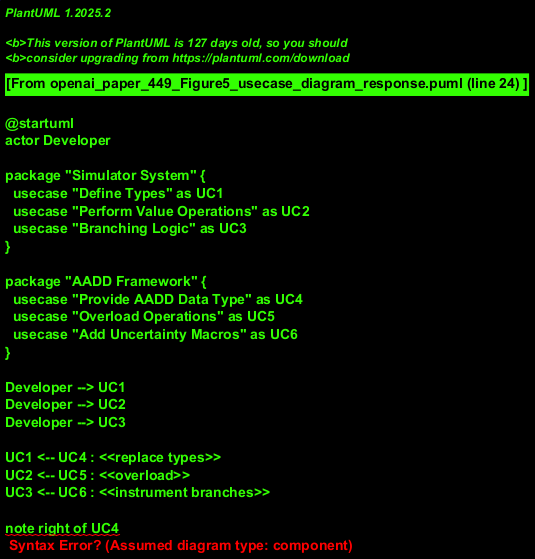 PlantUML 1.2025.2
<b>This version of PlantUML is 127 days old, so you should
<b>consider upgrading from https://plantuml.com/download
[From openai_paper_449_Figure5_usecase_diagram_response.puml (line 24) ]
@startuml
actor Developer
package "Simulator System" {
usecase "Define Types" as UC1
usecase "Perform Value Operations" as UC2
usecase "Branching Logic" as UC3
}
package "AADD Framework" {
usecase "Provide AADD Data Type" as UC4
usecase "Overload Operations" as UC5
usecase "Add Uncertainty Macros" as UC6
}
Developer --> UC1
Developer --> UC2
Developer --> UC3
UC1 <-- UC4 : <<replace types>>
UC2 <-- UC5 : <<overload>>
UC3 <-- UC6 : <<instrument branches>>
note right of UC4
Syntax Error? (Assumed diagram type: component)